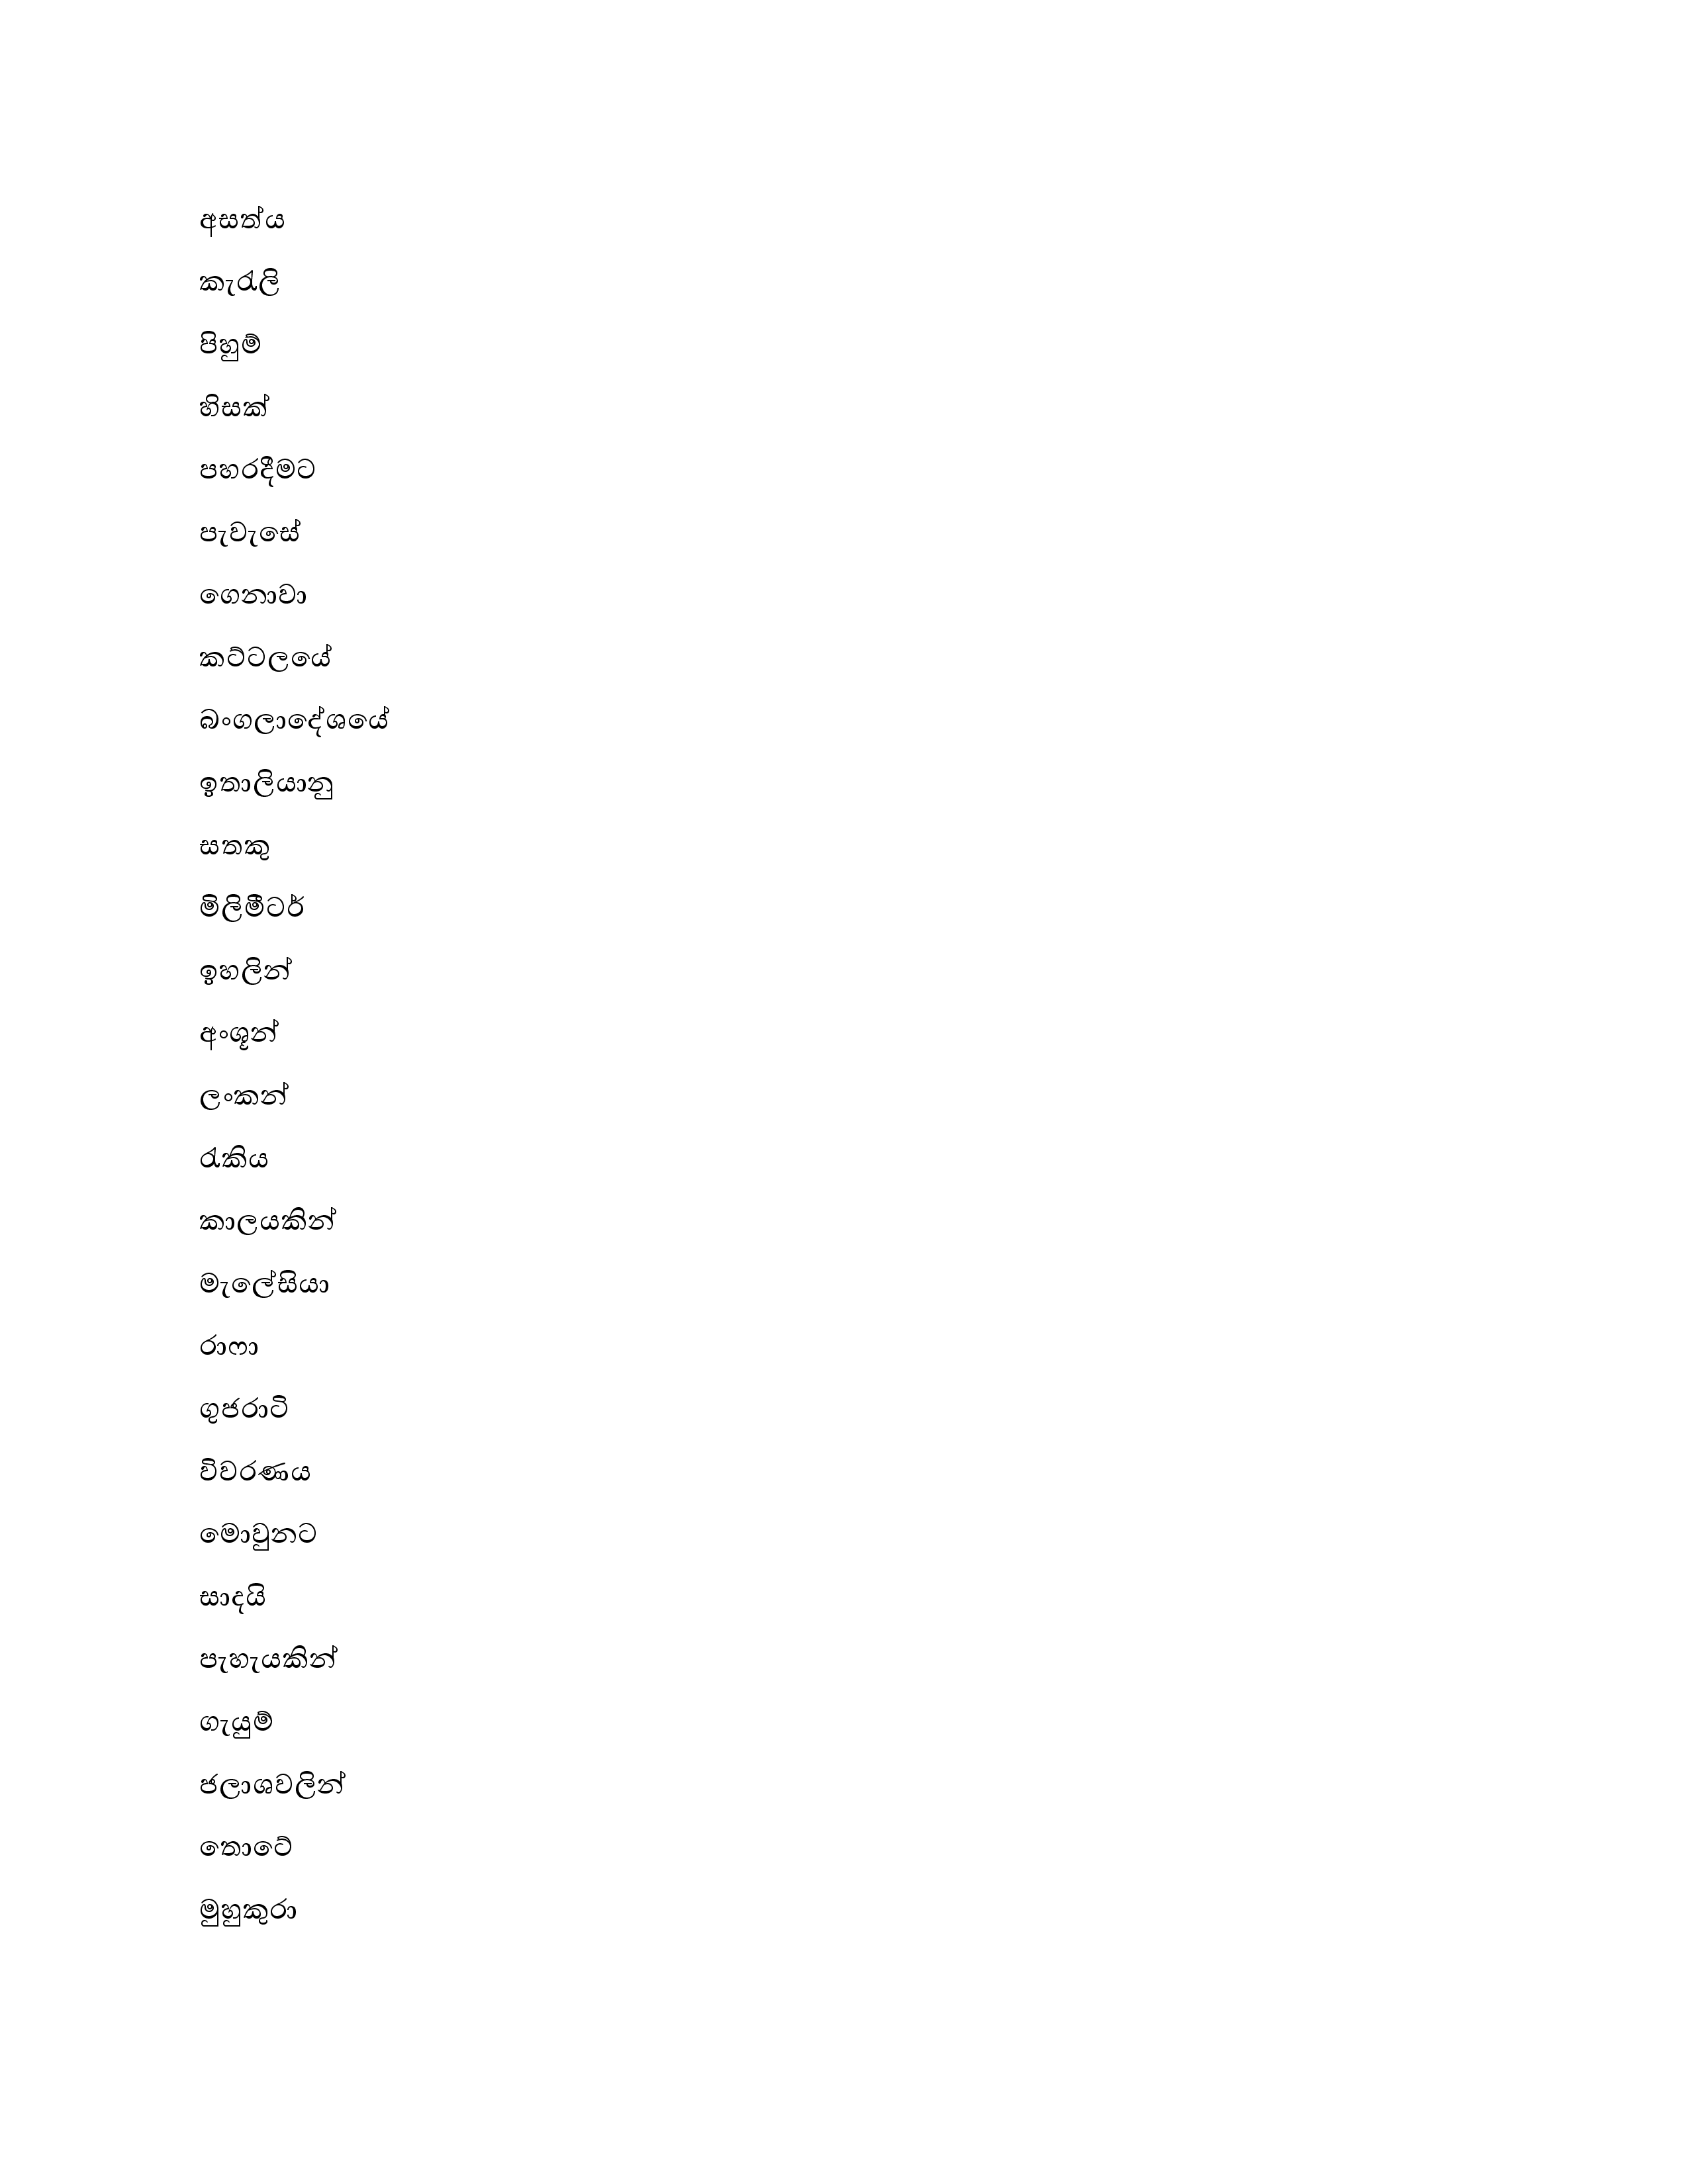 අසත්ය
කැරැලි
පිහුම්
හිසක්
පහරදීමට
පැවැසේ
ගෙනාවා
කට්ටලයේ
බංගලාදේශයේ
ඉතාලියානු
සතකු
මිලිමීටර්
ඉහලින්
අංශූන්
ලංකන්
රැකිය
කාලයකින්
මැලේසියා
රාෆා
ගුජරාටි
විවරණය
මොවුනට
සාදයි
පැහැයකින්
ගැයුම්
ජලාශවලින්
තොටේ
මුහුකුරා